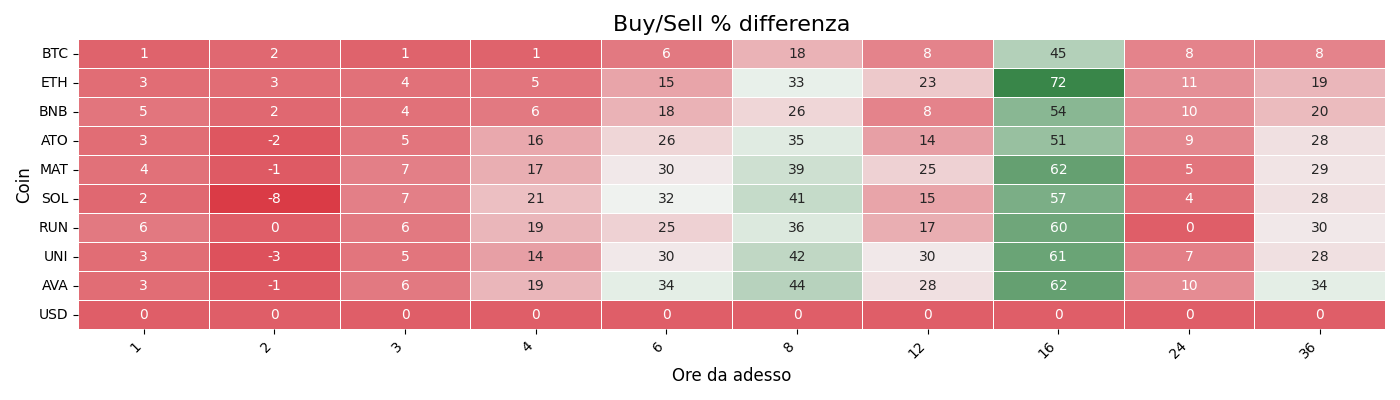 Buy/Sell % differenza
Coin
BTC 1 2 1 1 6 18 8 45 8 8
ETH 3 3 4 5 15 33 23 72 11 19
BNB 5 2 4 6 18 26 8 54 10 20
ATO 3 -2 5 16 26 35 14 51 9 28
MAT 4 -1 7 17 30 39 25 62 5 29
SOL 2 -8 7 21 32 41 15 57 4 28
RUN 6 0 6 19 25 36 17 60 0 30
UNI 3 -3 5 14 30 42 30 61 7 28
AVA 3 -1 6 19 34 44 28 62 10 34
USD 0 0 0 0 0 0 0 0 0 0
1 2 3 4 6 8 12 16 24 36
Ore da adesso